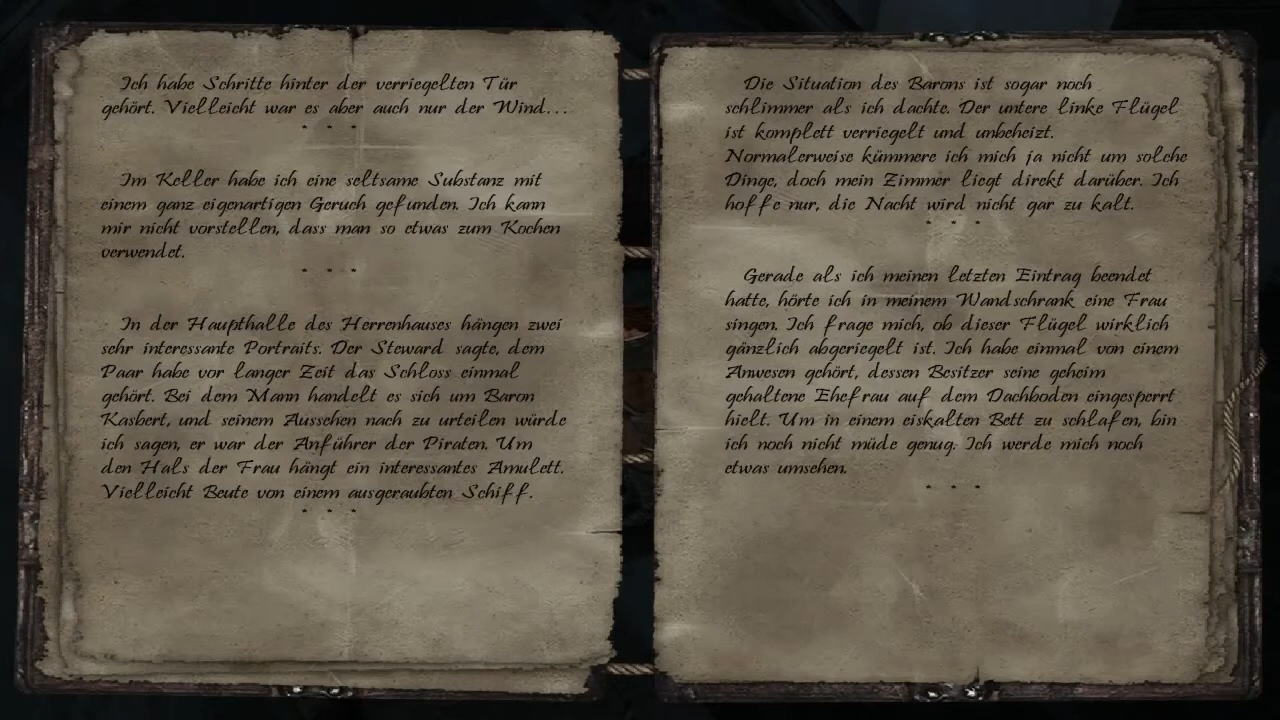 Ich habe Schritte hinter der verriegelten Tür
gehört. Vielleicht war es aber auch nur der Wind...
* * *
Im Keller habe ich eine seltsame Substanz mit
einem ganz eigenartigen Geruch gefunden. Ich kann
mir nicht vorstellen, dass man so etwas zum Kochen
verwendet.
* * *
In der Haupthalle des Herrenhauses hängen zwei
sehr interessante Portraits. Der Steward sagte, dem
Paar habe vor langer Zeit das Schloss einmal
gehört. Bei dem Mann handelt es sich um Baron
Kasbert, und seinem Aussehen nach zu urteilen würde
ich sagen, er war der Anführer der Piraten. Um
den Hals der Frau hängt ein interessantes Amulett.
Vielleicht Beute von einem ausgeraubten Schiff.
* * *
Die Situation des Barons ist sogar noch
schlimmer als ich dachte. Der untere linke Flügel
ist komplett verriegelt und unbeheizt.
Normalerweise kümmere ich mich ja nicht um solche
Dinge, doch mein Zimmer liegt direkt darüber. Ich
hoffe nur, die Nacht wird nicht gar zu kalt.
* * *
Gerade als ich meinen letzten Eintrag beendet
hatte, hörte ich in meinem Wandschrank eine Frau
singen. Ich frage mich, ob dieser Flügel wirklich
gänzlich abgeriegelt ist. Ich habe einmal von einem
Anwesen gehört, dessen Besitzer seine geheim
gehaltene Ehefrau auf dem Dachboden eingesperrt
hielt. Um in einem eiskalten Bett zu schlafen, bin
ich noch nicht müde genug. Ich werde mich noch
etwas umsehen.
* * *